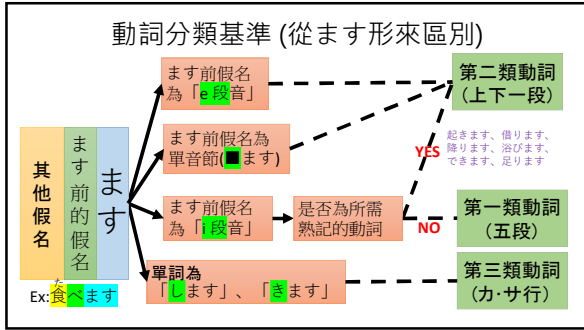 動詞分類基準 (從ます形來區別)
其他假名
ます前的假名
ます
た
Ex:食べます
ます前假名
為「e 段音」
ます前假名為
單音節(■ます)
ます前假名
為「i 段音」
是否為所需
熟記的動詞
單詞為
「します」、「きます」
YES
NO
第二類動詞
(上下一段)
起きます、借ります、
降ります、浴びます、
できます、足ります
第一類動詞
(五段)
第三類動詞
(カ·サ行)